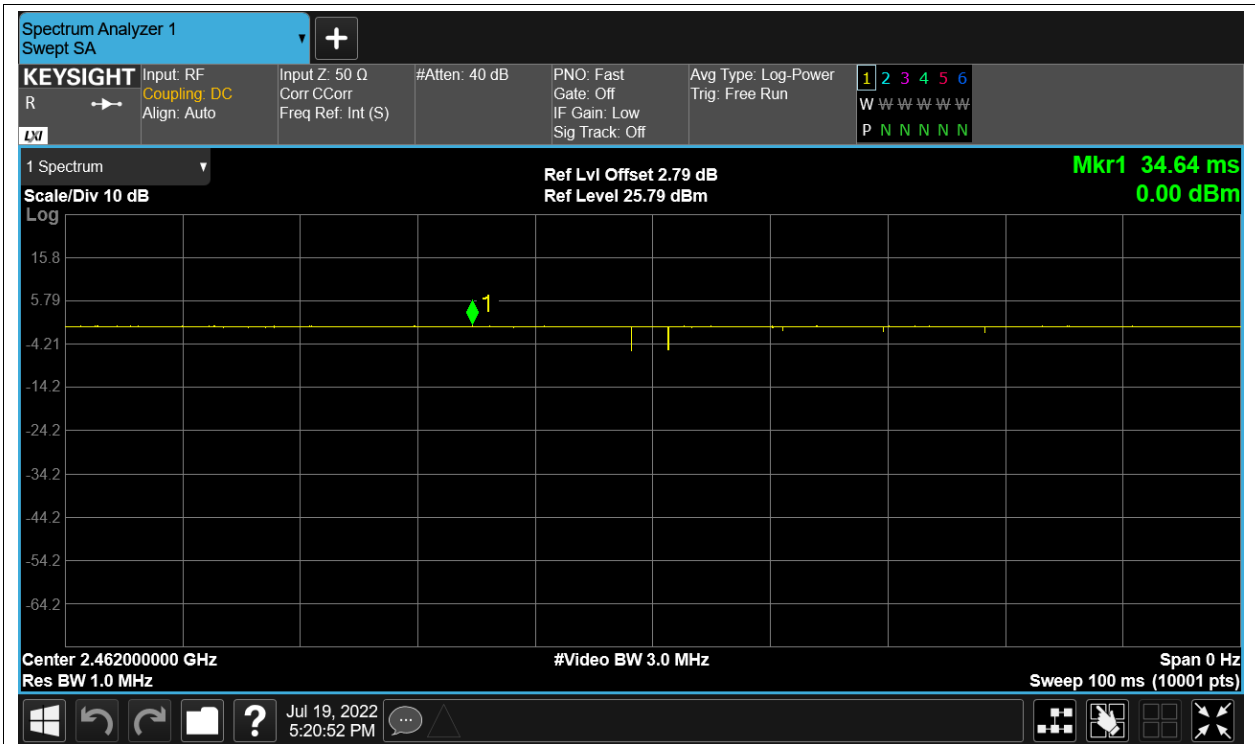 Spectrum Analyzer 1
Swept SA
KEYSIGHT
R
LXI
Input: RF
Coupling: DC
Align: Auto
Input Z: 50 Ω
Corr CCorr
Freq Ref: Int (S)
#Atten: 40 dB
PNO: Fast
Gate: Off
IF Gain: Low
Sig Track: Off
Avg Type: Log-Power
Trig: Free Run
1 2 3 4 5 6
W W W W W W
P N N N N N
1 Spectrum
Scale/Div 10 dB
Ref Lvl Offset 2.79 dB
Ref Level 25.79 dBm
Mkr1 34.64 ms
0.00 dBm
Log
15.8
5.79
1
-4.21
-14.2
-24.2
-34.2
-44.2
-54.2
-64.2
Center 2.462000000 GHz
#Video BW 3.0 MHz
Span 0 Hz
Res BW 1.0 MHz
Sweep 100 ms (10001 pts)
?
Jul 19, 2022
5:20:52 PM